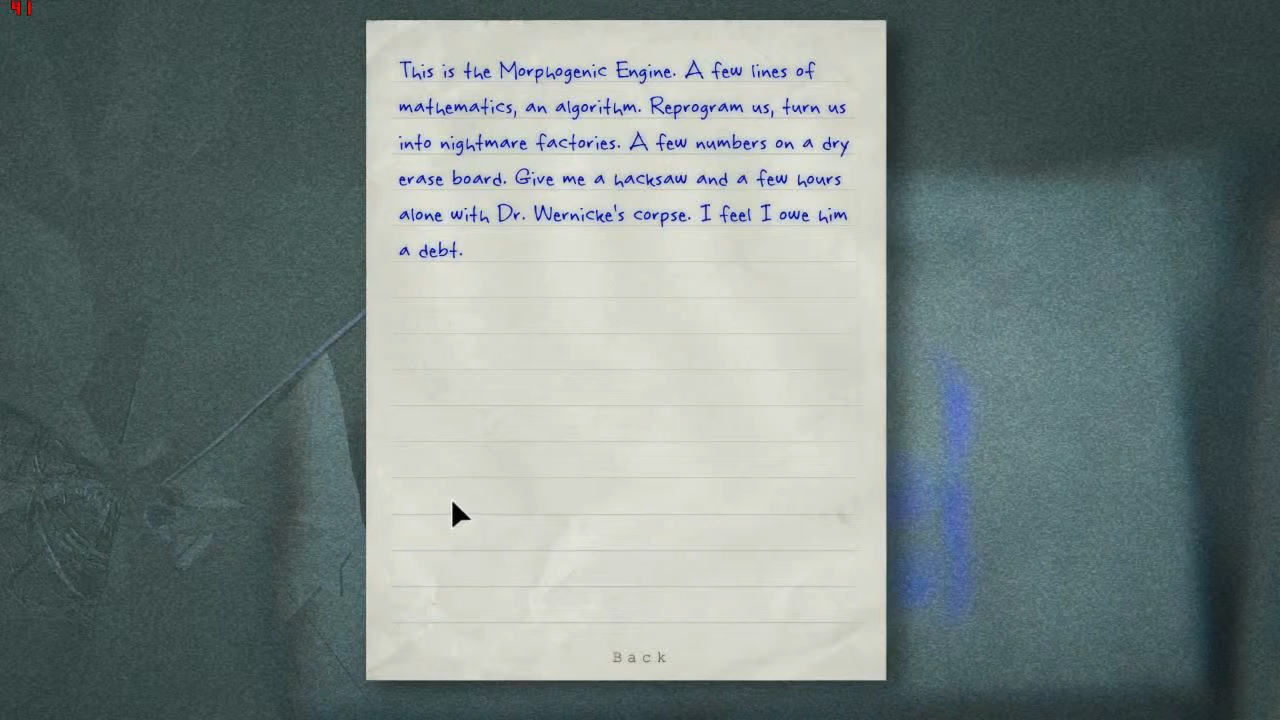 41
This is the Morphogenic Engine. A few lines of
mathematics, an algorithm. Reprogram us, turn us
into nightmare factories. A few numbers on a dry
erase board. Give me a hacksaw and a few hours
alone with Dr. Wernicke's corpse. I feel I owe him
a debt.
Back